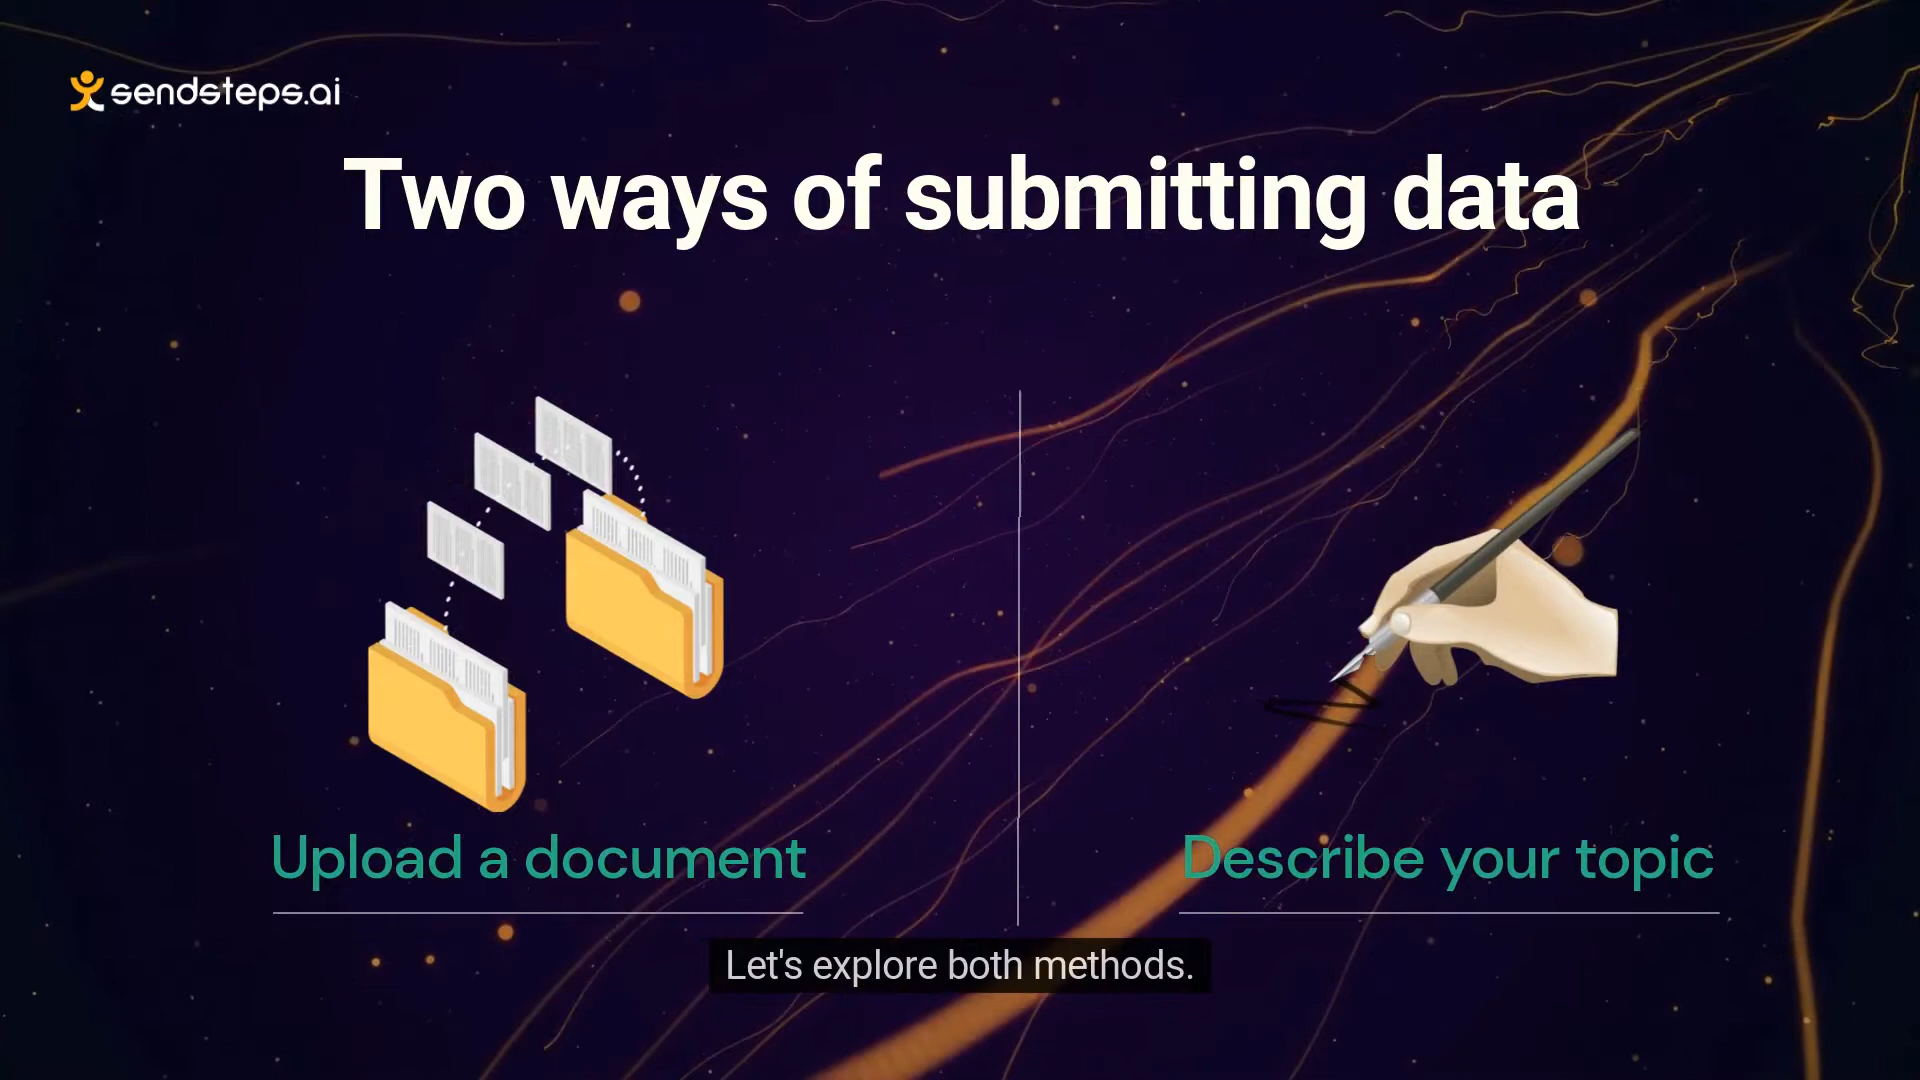 sendsteps.ai
Two ways of submitting data
Upload a document
Describe your topic
Let's explore both methods.